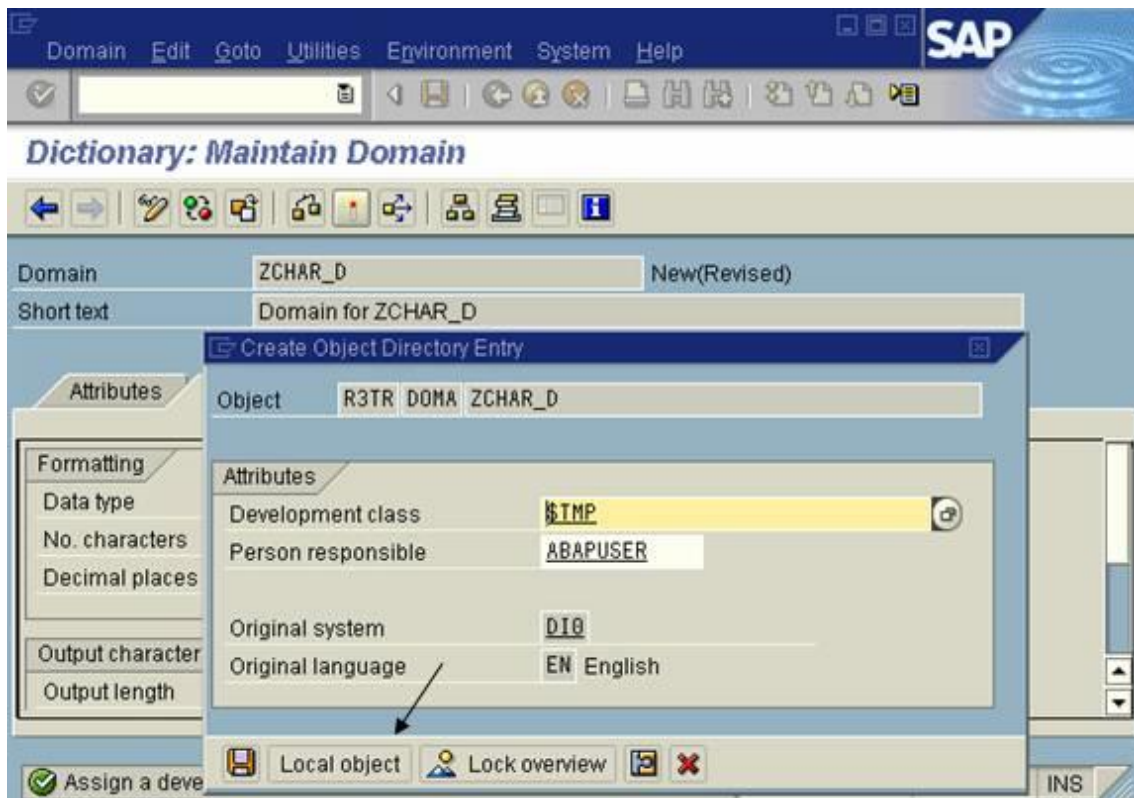 Domain Edit Goto Utilities Environment System Help
SAP
Dictionary: Maintain Domain
Domain ZCHAR_D New(Revised)
Short text Domain for ZCHAR_D
Create Object Directory Entry
Attributes
Object R3TR DOMA ZCHAR_D
Formatting
Attributes
Data type
Development class $TMP
No. characters
Person responsible ABAPUSER
Decimal places
Original system DI0
Output character
Original language EN English
Output length
Local object Lock overview
Assign a deve
INS